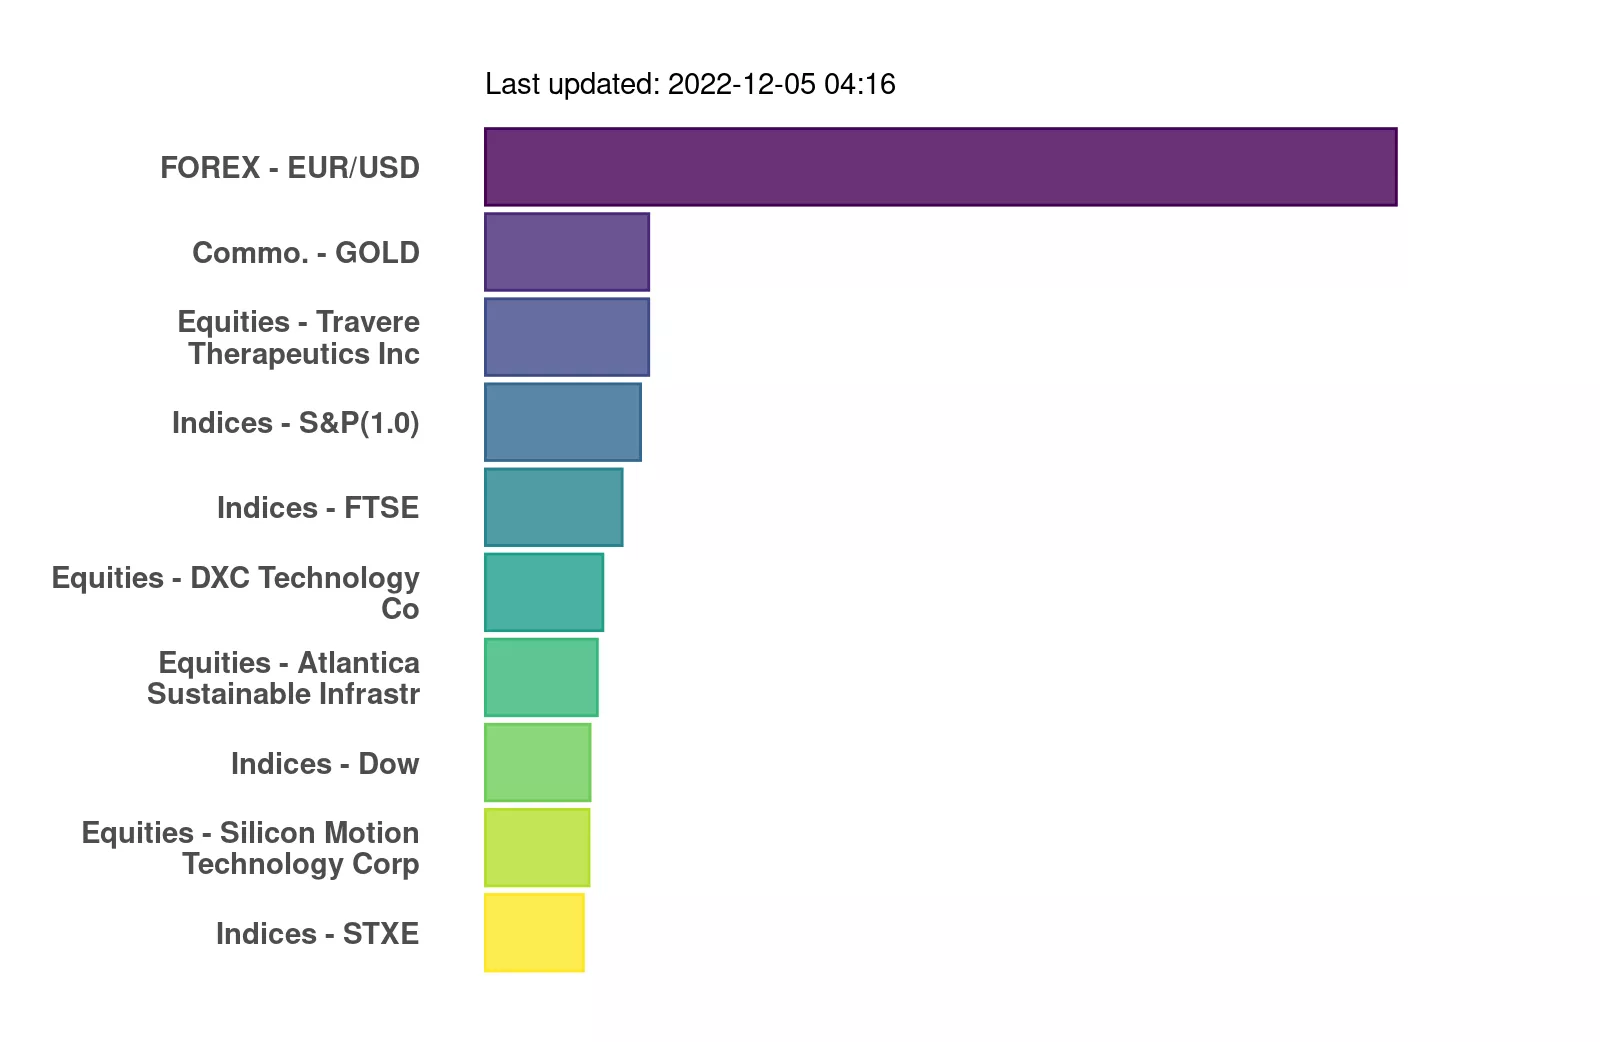 Last updated: 2022-12-05 04:16
FOREX - EUR/USD
Commo. - GOLD
Equities - Travere
Therapeutics Inc
Indices - S&P(1.0)
Indices - FTSE
Equities - DXC Technology
Co
Equities - Atlantica
Sustainable Infrastr
Indices - Dow
Equities - Silicon Motion
Technology Corp
Indices - STXE